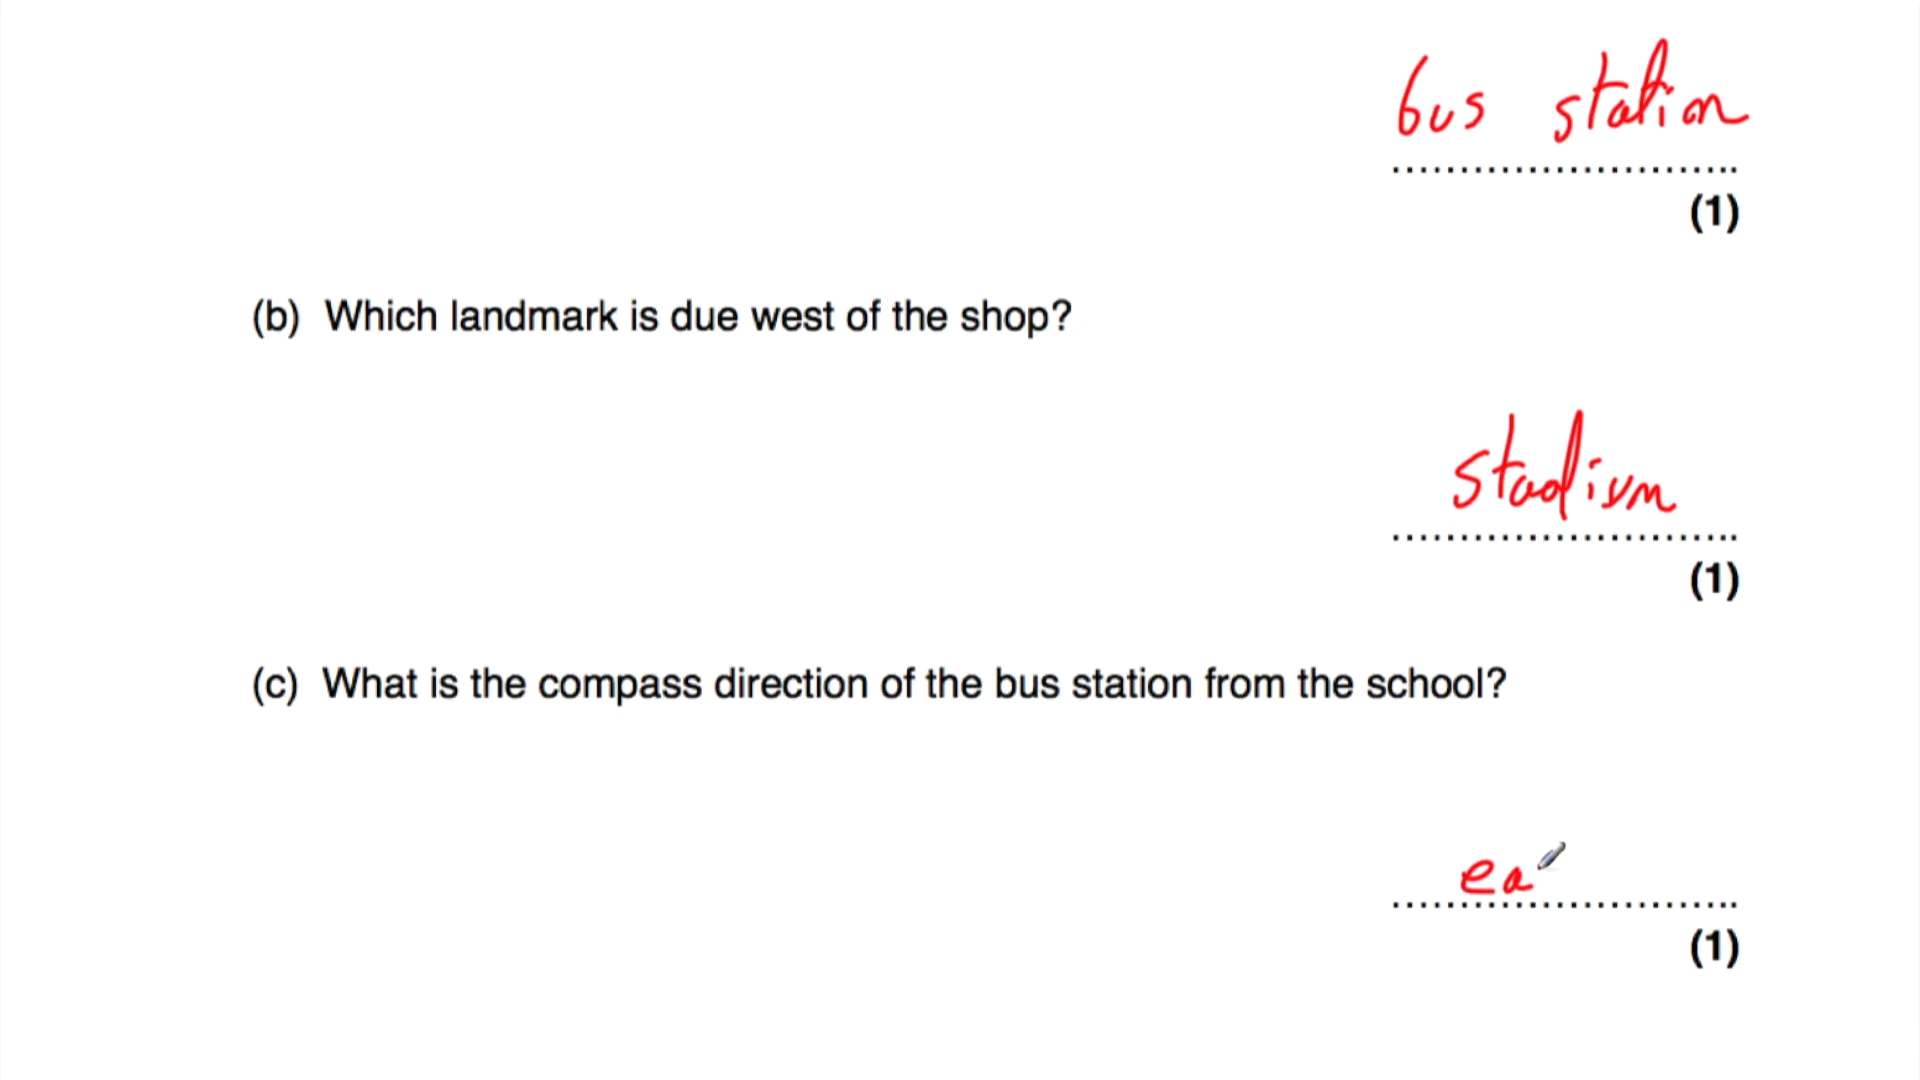 bus station
..........................
(1)
(b) Which landmark is due west of the shop?
stadium
..........................
(1)
(c) What is the compass direction of the bus station from the school?
ea
..........................
(1)